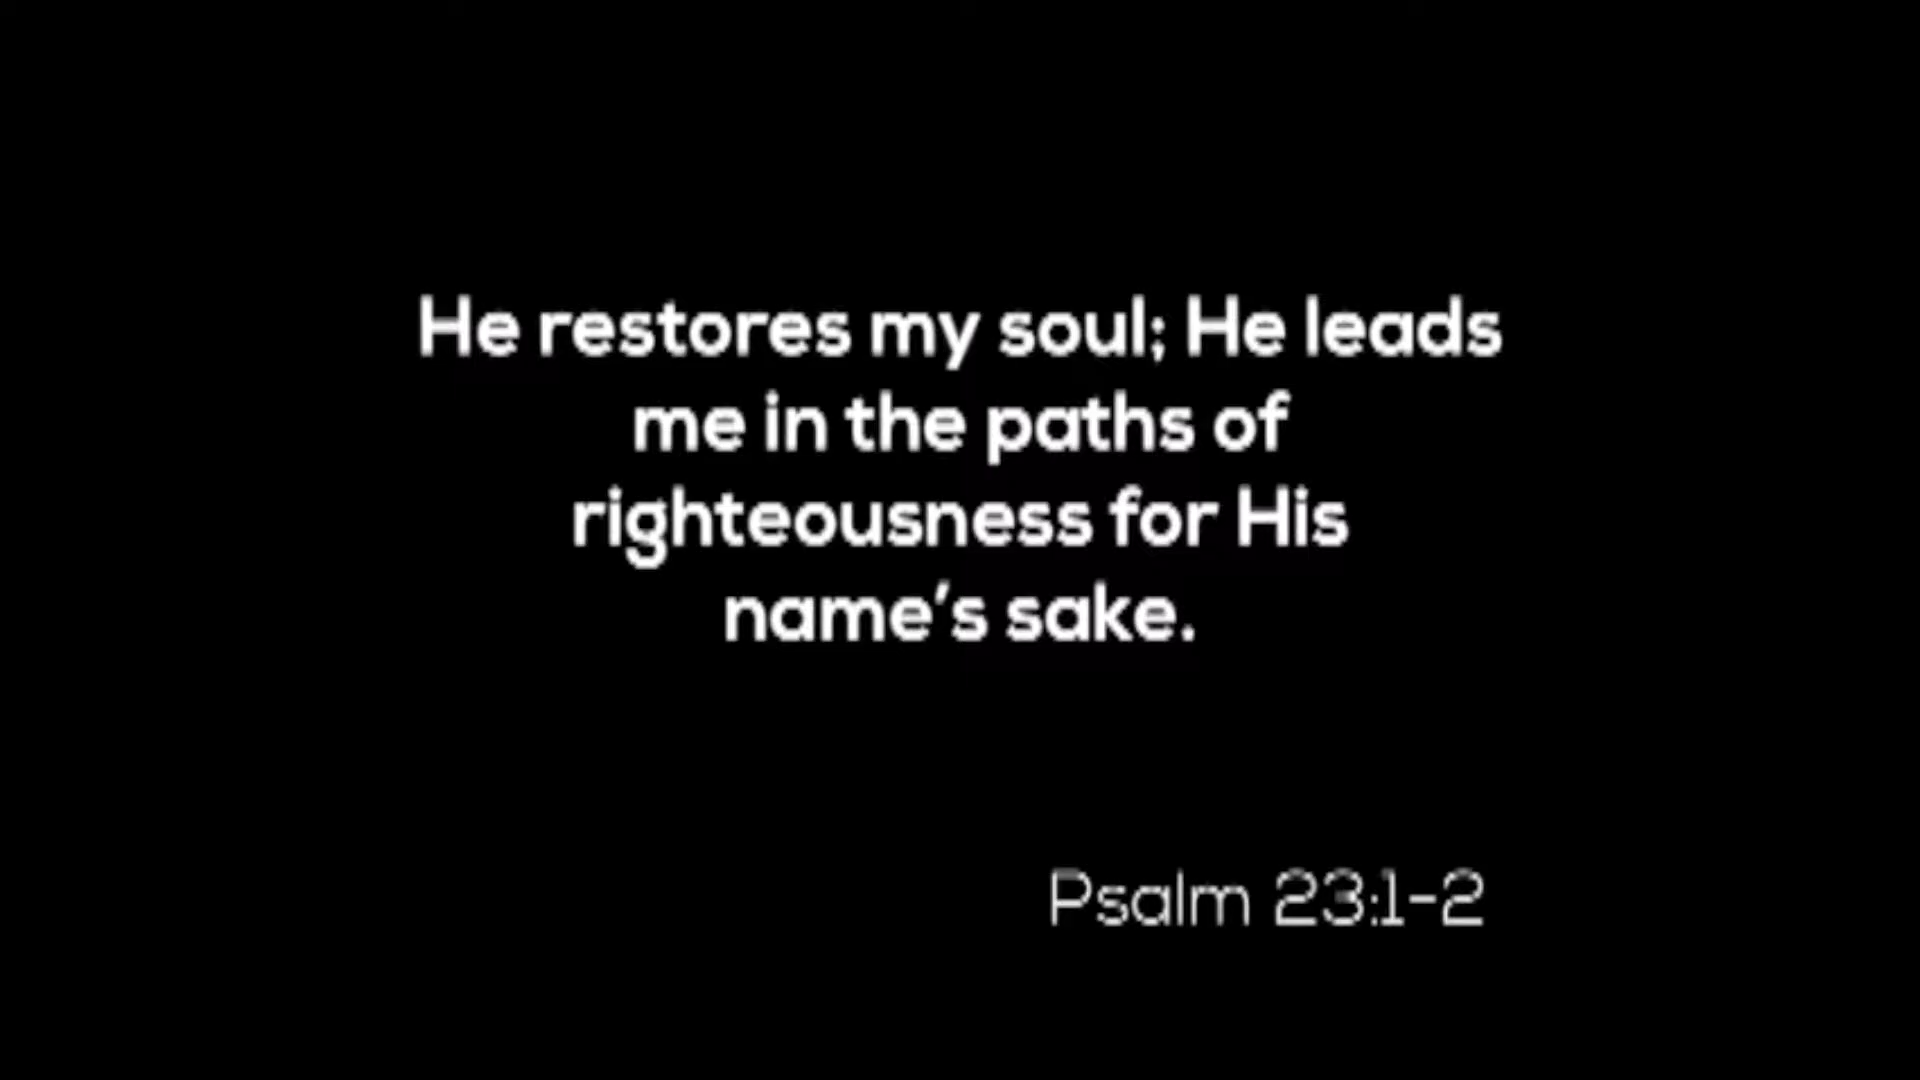 He restores my soul; He leads
me in the paths of
righteousness for His
name’s sake.
Psalm 23:1-2